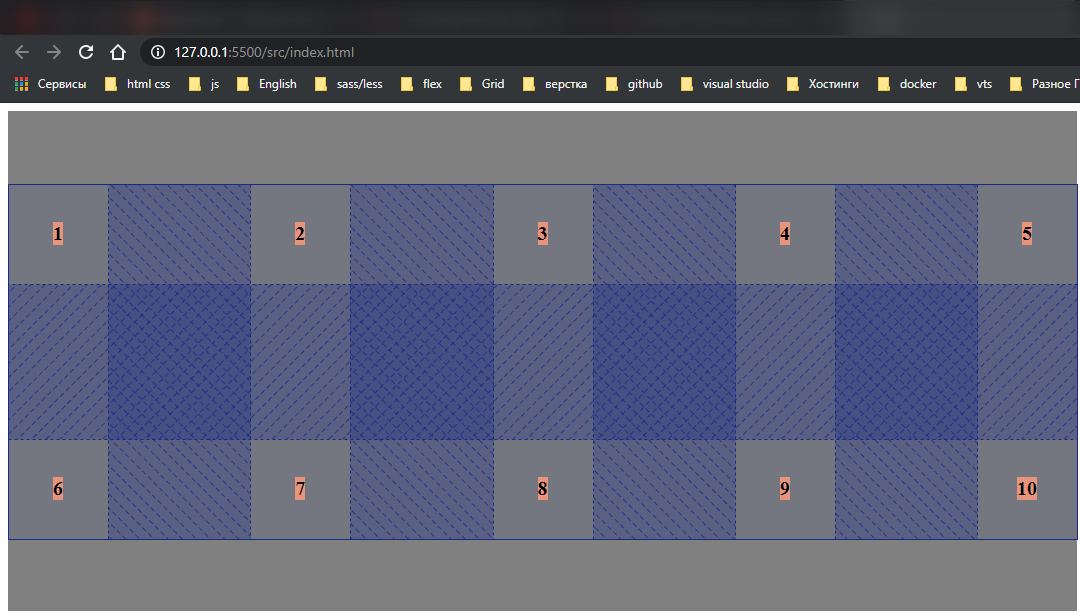 127.0.0.1:5500/src/index.html
Сервисы html css js English sass/less flex Grid верстка github visual studio Хостинги docker vts Разное Г
1 2 3 4 5
6 7 8 9 10